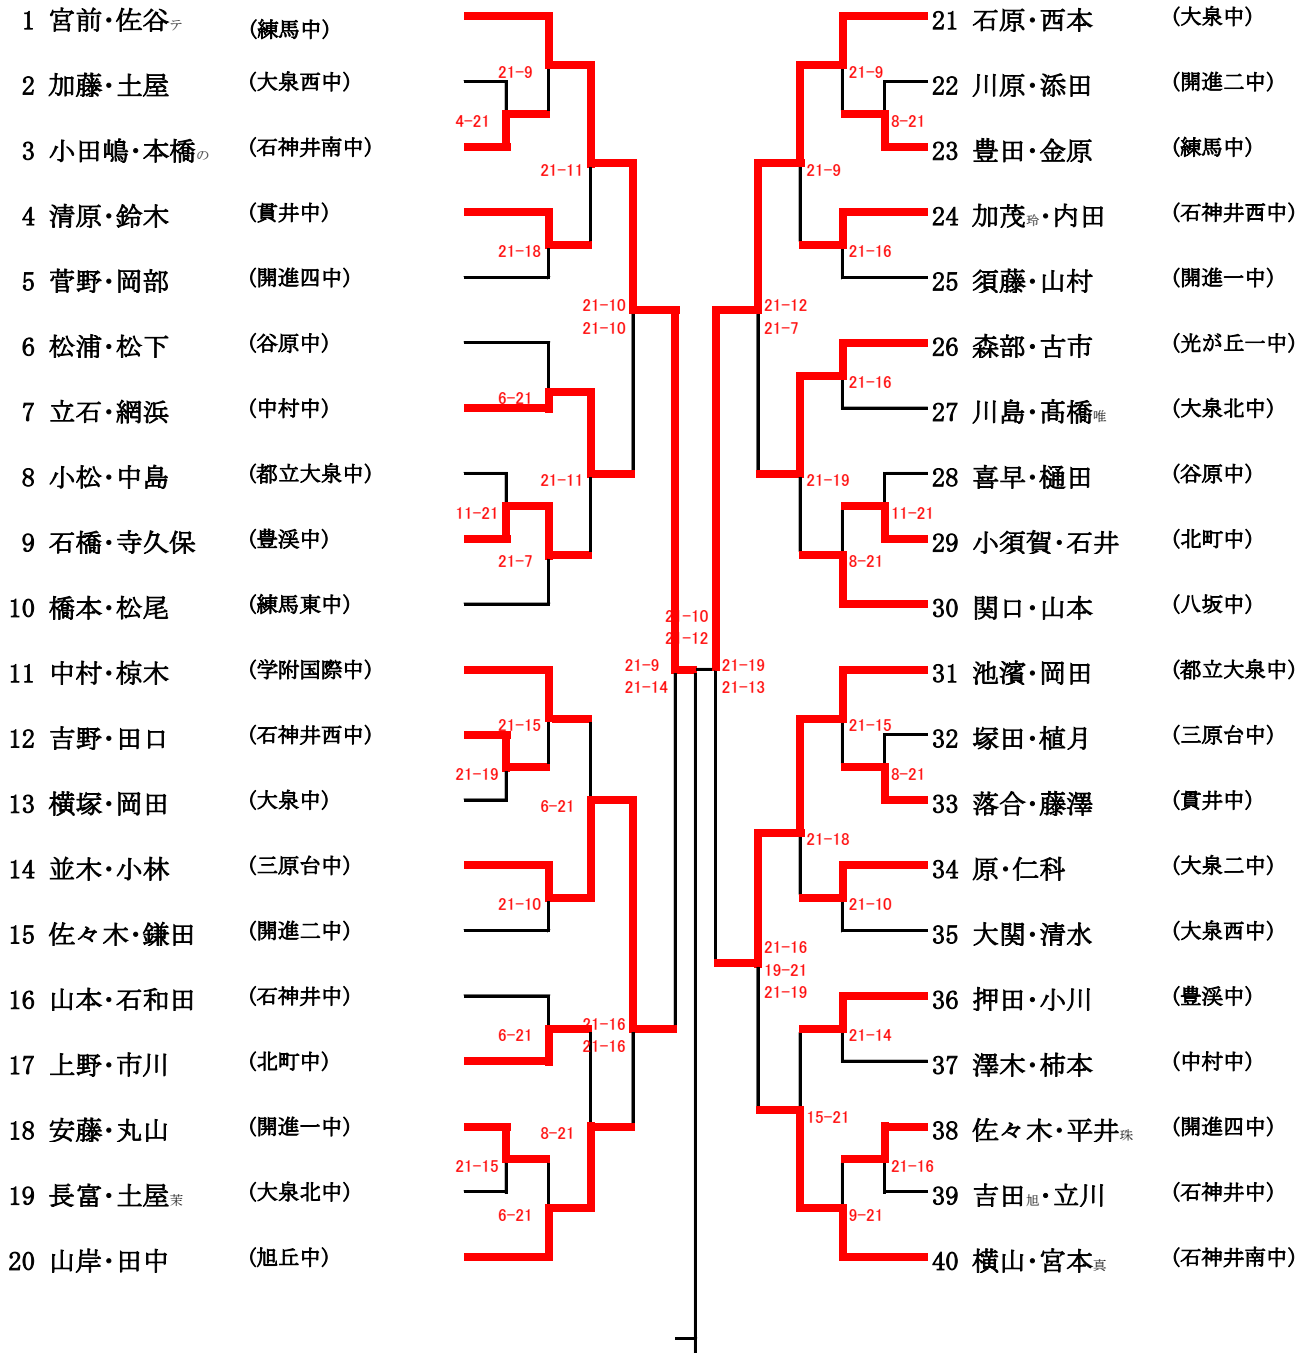 1 宮前・佐谷テ (練馬中)
2 加藤・土屋 (大泉西中)
3 小田嶋・本橋の (石神井南中)
4 清原・鈴木 (貫井中)
5 菅野・岡部 (開進四中)
6 松浦・松下 (谷原中)
7 立石・網浜 (中村中)
8 小松・中島 (都立大泉中)
9 石橋・寺久保 (豊渓中)
10 橋本・松尾 (練馬東中)
11 中村・椋木 (学附国際中)
12 吉野・田口 (石神井西中)
13 横塚・岡田 (大泉中)
14 並木・小林 (三原台中)
15 佐々木・鎌田 (開進二中)
16 山本・石和田 (石神井中)
17 上野・市川 (北町中)
18 安藤・丸山 (開進一中)
19 長富・土屋茉 (大泉北中)
20 山岸・田中 (旭丘中)
21-9
4-21
21-11
21-18
21-10
21-10
6-21
21-11
11-21
21-7
21-9
21-14
21-15
21-19
6-21
21-10
21-16
21-16
6-21
8-21
21-15
6-21
21-10
21-12
21 石原・西本 (大泉中)
22 川原・添田 (開進二中)
23 豊田・金原 (練馬中)
24 加茂玲・内田 (石神井西中)
25 須藤・山村 (開進一中)
26 森部・古市 (光が丘一中)
27 川島・髙橋唯 (大泉北中)
28 喜早・樋田 (谷原中)
29 小須賀・石井 (北町中)
30 関口・山本 (八坂中)
31 池濱・岡田 (都立大泉中)
32 塚田・植月 (三原台中)
33 落合・藤澤 (貫井中)
34 原・仁科 (大泉二中)
35 大関・清水 (大泉西中)
36 押田・小川 (豊渓中)
37 澤木・柿本 (中村中)
38 佐々木・平井珠 (開進四中)
39 吉田旭・立川 (石神井中)
40 横山・宮本真 (石神井南中)
21-9
8-21
21-9
21-16
21-12
21-7
21-16
21-19
11-21
8-21
21-19
21-13
21-15
8-21
21-18
21-10
21-16
19-21
21-19
21-14
15-21
21-16
9-21